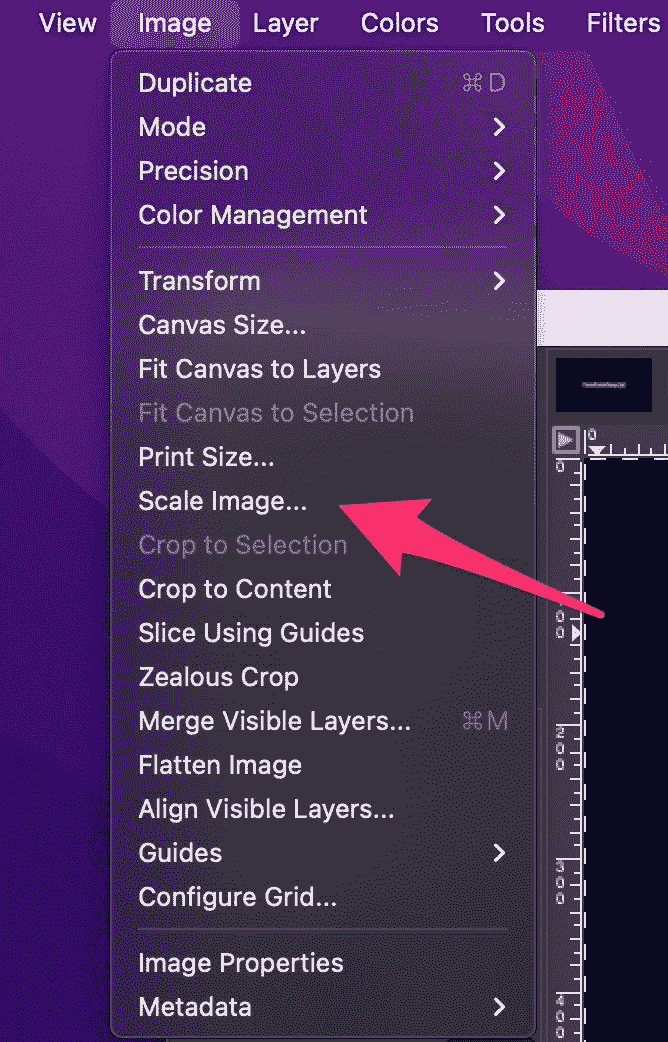 View Image Layer Colors Tools Filters
Duplicate ⌘D
Mode
Precision
Color Management
Transform
Canvas Size...
Fit Canvas to Layers
Fit Canvas to Selection
Print Size...
Scale Image...
Crop to Selection
Crop to Content
Slice Using Guides
Zealous Crop
Merge Visible Layers... ⌘M
Flatten Image
Align Visible Layers...
Guides
Configure Grid...
Image Properties
Metadata
0
0
200
300
400